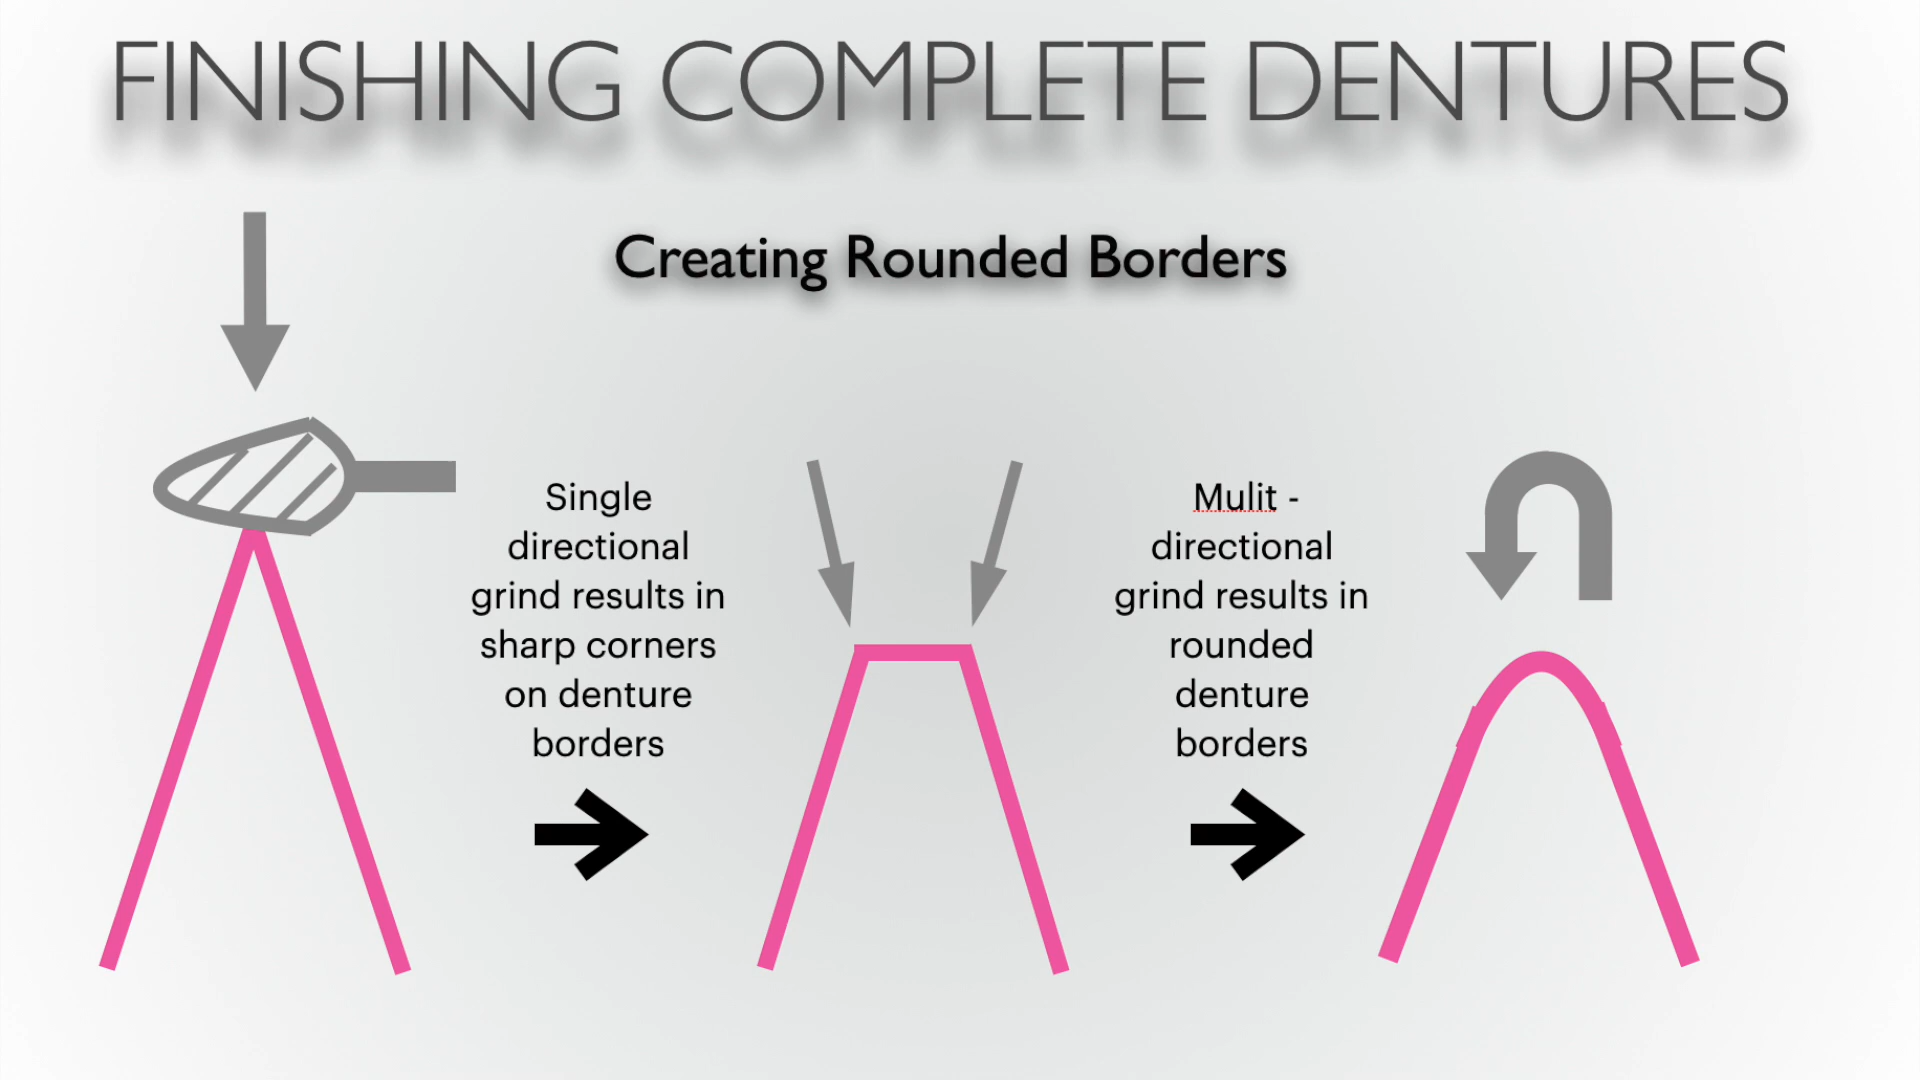 FINISHING COMPLETE DENTURES
Creating Rounded Borders
Single
directional
grind results in
sharp corners
on denture
borders
Mulit -
directional
grind results in
rounded
denture
borders